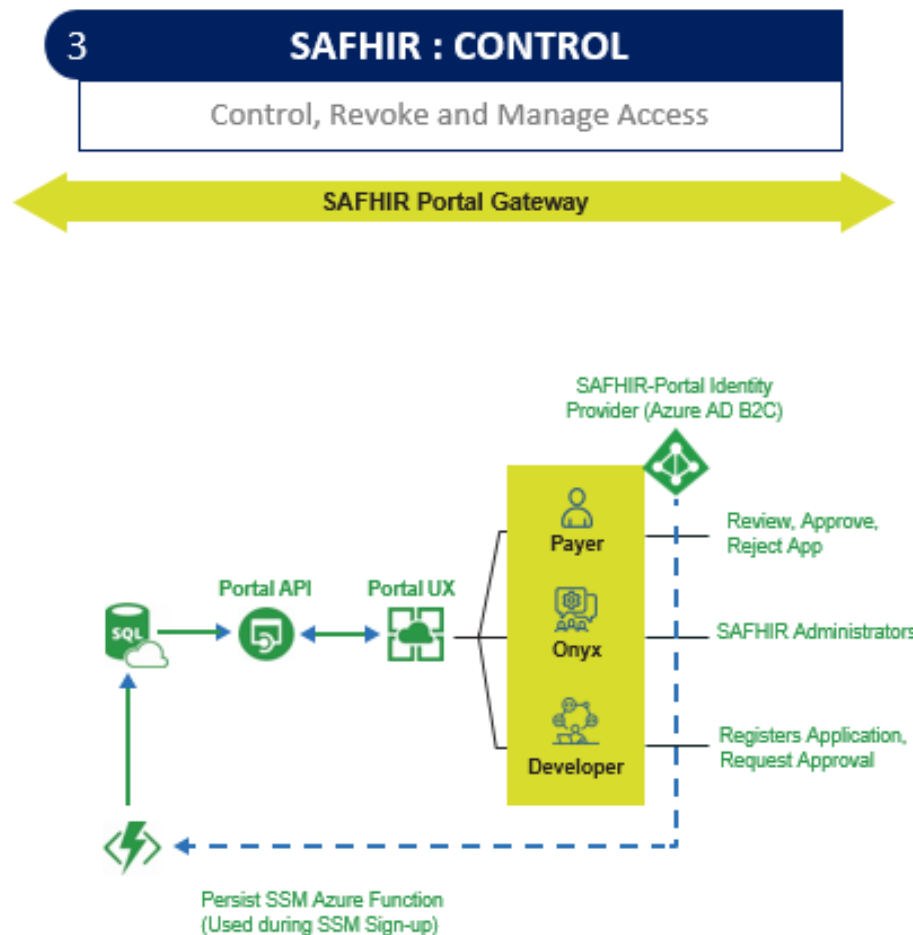 3
SAFHIR : CONTROL
Control, Revoke and Manage Access
SAFHIR Portal Gateway
SAFHIR-Portal Identity
Provider (Azure AD B2C)
Payer
Review, Approve,
Reject App
Portal API
Portal UX
SQL
Onyx
SAFHIR Administrators
Developer
Registers Application,
Request Approval
Persist SSM Azure Function
(Used during SSM Sign-up)